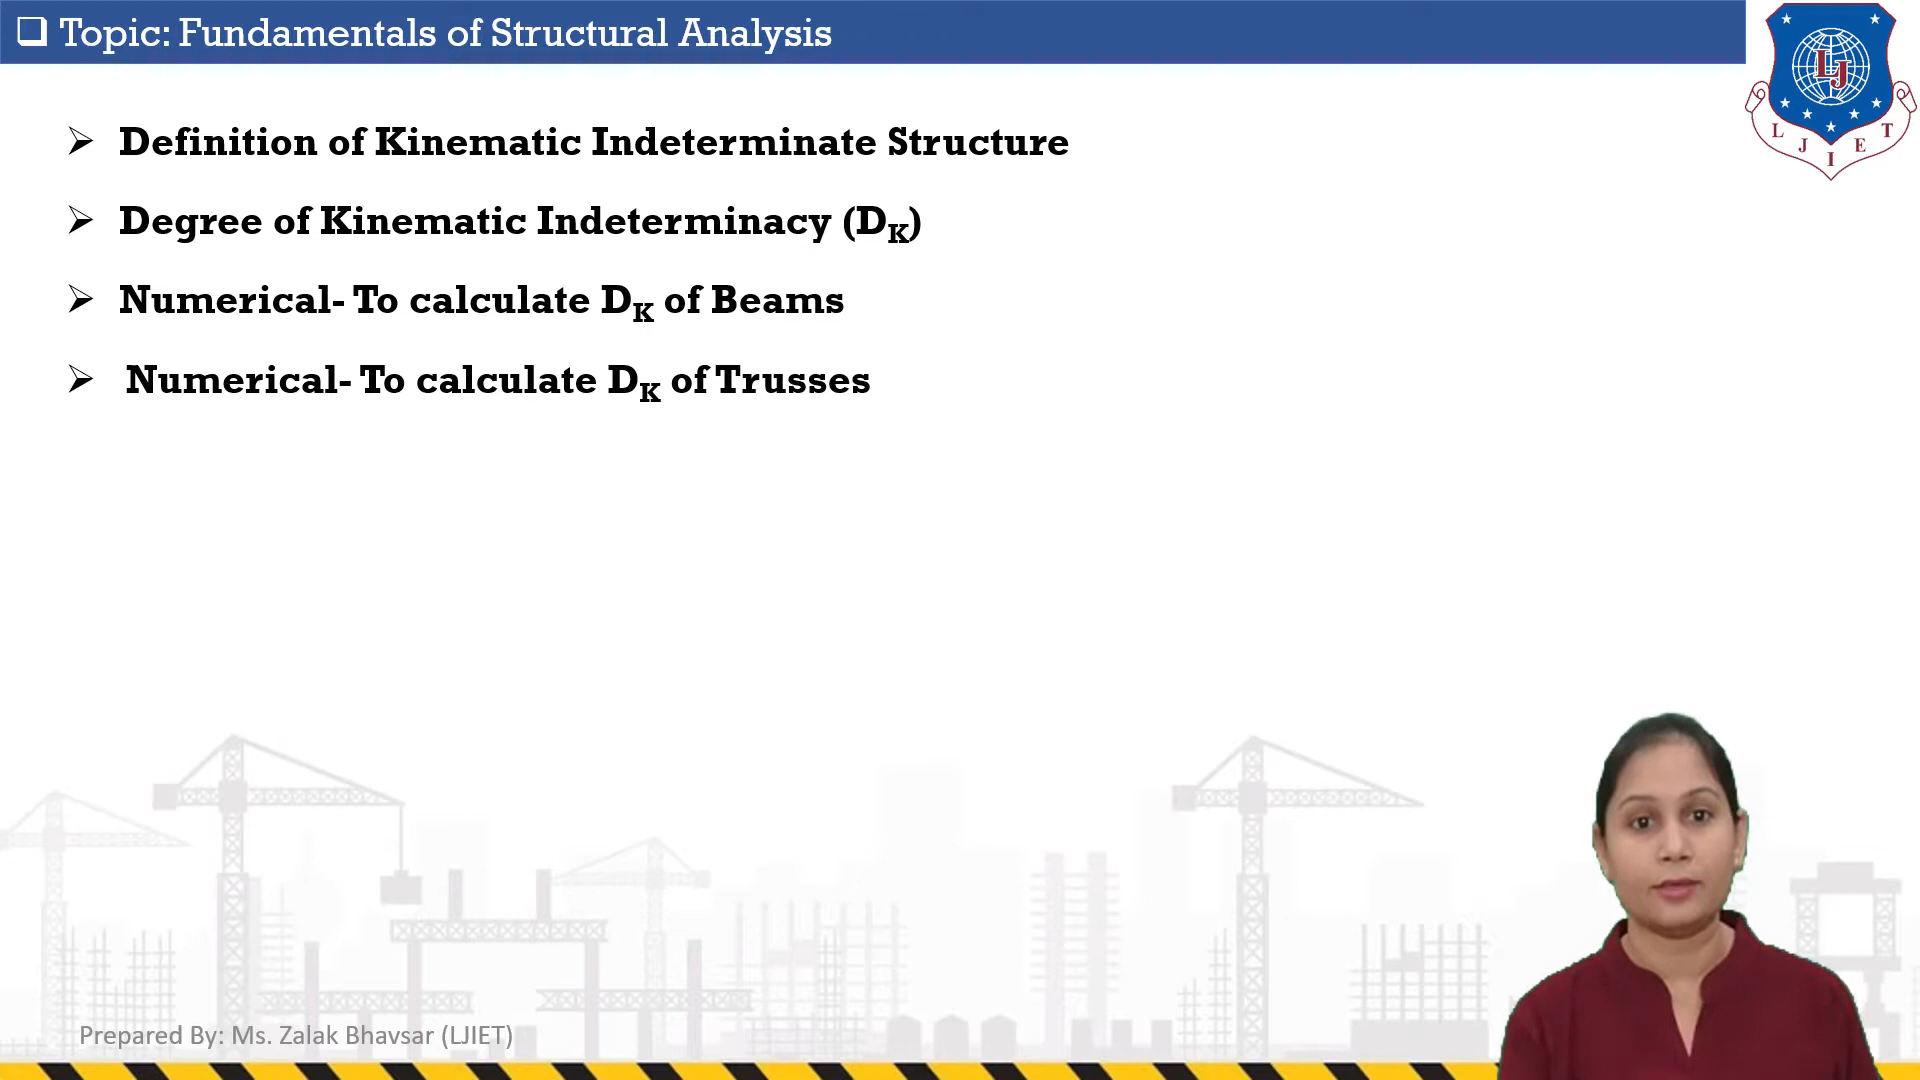 ❑ Topic: Fundamentals of Structural Analysis
➢ Definition of Kinematic Indeterminate Structure
➢ Degree of Kinematic Indeterminacy (DK)
➢ Numerical- To calculate DK of Beams
➢ Numerical- To calculate DK of Trusses
LJ
L J I E T
Prepared By: Ms. Zalak Bhavsar (LJIET)